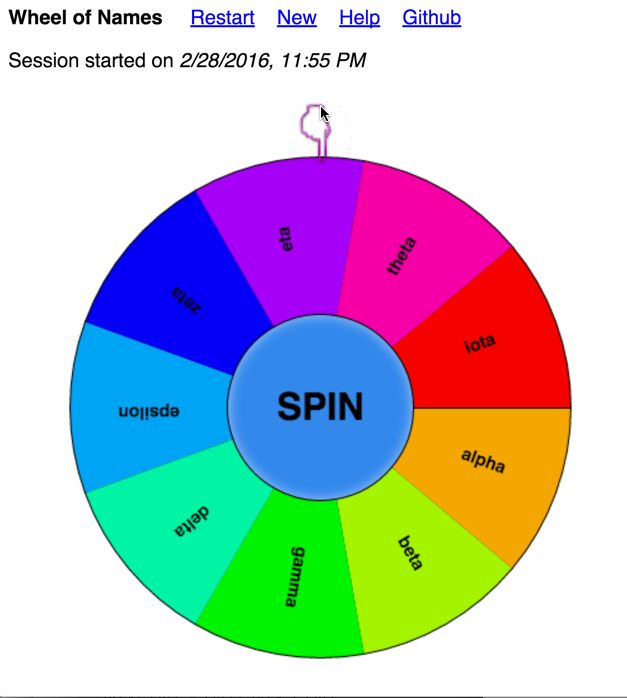 Wheel of Names Restart New Help Github
Session started on 2/28/2016, 11:55 PM
eta
theta
zeta
iota
SPIN
epsilon
alpha
delta
beta
gamma